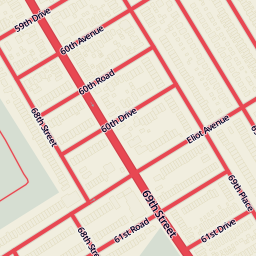 59th Drive
60th Avenue
60th Road
68th Street
60th Drive
Eliot Avenue
69th Street
69th Place
68th Street
61st Road
61st Drive